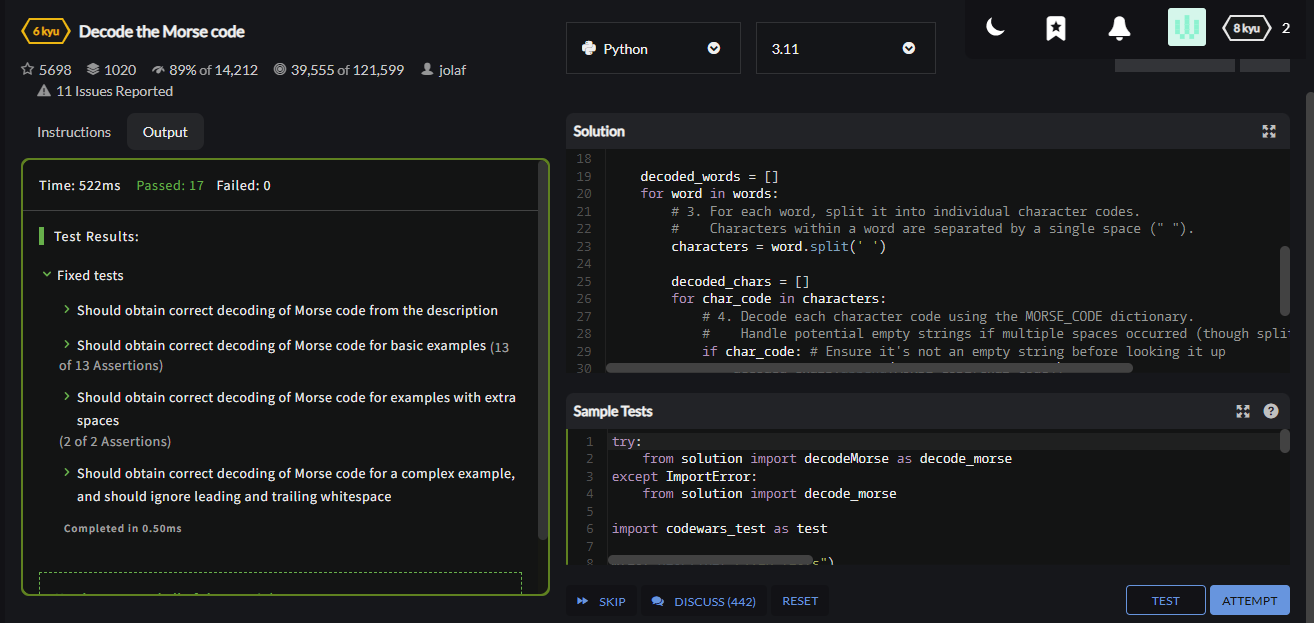 6 kyu Decode the Morse code
5698 1020 89% of 14,212 39,555 of 121,599 jolaf
11 Issues Reported
Python
3.11
8 kyu 2
Instructions Output
Time: 522ms Passed: 17 Failed: 0
Test Results:
Fixed tests
Should obtain correct decoding of Morse code from the description
Should obtain correct decoding of Morse code for basic examples (13
of 13 Assertions)
Should obtain correct decoding of Morse code for examples with extra
spaces
(2 of 2 Assertions)
Should obtain correct decoding of Morse code for a complex example,
and should ignore leading and trailing whitespace
Completed in 0.50ms
Solution
18
19 decoded_words = []
20 for word in words:
21 # 3. For each word, split it into individual character codes.
22 # Characters within a word are separated by a single space (" ").
23 characters = word.split(' ')
24
25 decoded_chars = []
26 for char_code in characters:
27 # 4. Decode each character code using the MORSE_CODE dictionary.
28 # Handle potential empty strings if multiple spaces occurred (though spli
29 if char_code: # Ensure it's not an empty string before looking it up
30
Sample Tests
1 try:
2 from solution import decodeMorse as decode_morse
3 except ImportError:
4 from solution import decode_morse
5
6 import codewars_test as test
7
8 s")
SKIP DISCUSS (442) RESET TEST ATTEMPT